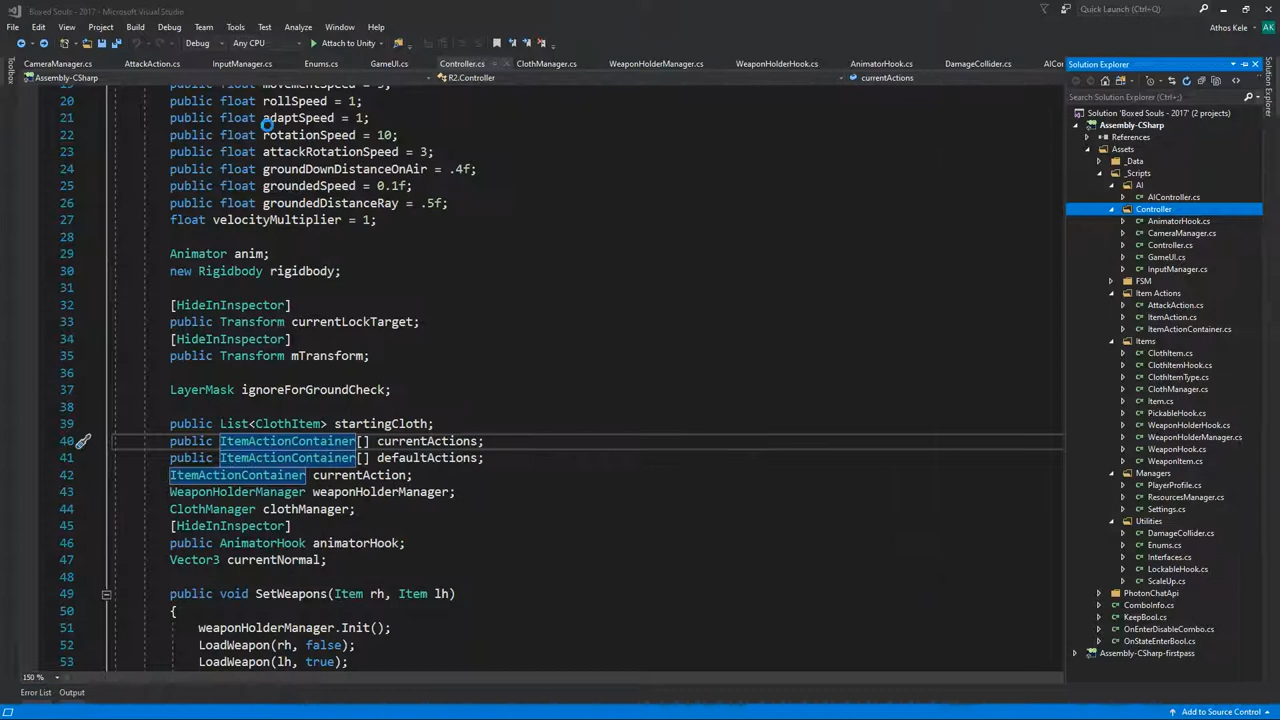 Boxed Souls - 2017 - Microsoft Visual Studio
Quick Launch (Ctrl+Q)
File Edit View Project Build Debug Team Tools Test Analyze Window Help
Athos Kele AK
Debug Any CPU Attach to Unity
CameraManager.cs AttackAction.cs InputManager.cs Enums.cs GameUI.cs Controller.cs ClothManager.cs WeaponHolderManager.cs WeaponHolderHook.cs AnimatorHook.cs DamageCollider.cs AICon
Assembly-CSharp R2.Controller currentActions
Toolbox
20 public float rollSpeed = 1;
21 public float adaptSpeed = 1;
22 public float rotationSpeed = 10;
23 public float attackRotationSpeed = 3;
24 public float groundDownDistanceOnAir = .4f;
25 public float groundedSpeed = 0.1f;
26 public float groundedDistanceRay = .5f;
27 float velocityMultiplier = 1;
28
29 Animator anim;
30 new Rigidbody rigidbody;
31
32 [HideInInspector]
33 public Transform currentLockTarget;
34 [HideInInspector]
35 public Transform mTransform;
36
37 LayerMask ignoreForGroundCheck;
38
39 public List<ClothItem> startingCloth;
40 public ItemActionContainer[] currentActions;
41 public ItemActionContainer[] defaultActions;
42 ItemActionContainer currentAction;
43 WeaponHolderManager weaponHolderManager;
44 ClothManager clothManager;
45 [HideInInspector]
46 public AnimatorHook animatorHook;
47 Vector3 currentNormal;
48
49 public void SetWeapons(Item rh, Item lh)
50 {
51 weaponHolderManager.Init();
52 LoadWeapon(rh, false);
53 LoadWeapon(lh, true);
150 %
Error List Output
Add to Source Control
Solution Explorer
Search Solution Explorer (Ctrl+;)
Solution 'Boxed Souls - 2017' (2 projects)
Assembly-CSharp
References
Assets
_Data
_Scripts
AI
AIController.cs
Controller
AnimatorHook.cs
CameraManager.cs
Controller.cs
GameUI.cs
InputManager.cs
FSM
Item Actions
AttackAction.cs
ItemAction.cs
ItemActionContainer.cs
Items
ClothItem.cs
ClothItemHook.cs
ClothItemType.cs
ClothManager.cs
Item.cs
PickableHook.cs
WeaponHolderHook.cs
WeaponHolderManager.cs
WeaponHook.cs
WeaponItem.cs
Managers
PlayerProfile.cs
ResourcesManager.cs
Settings.cs
Utilities
DamageCollider.cs
Enums.cs
Interfaces.cs
LockableHook.cs
ScaleUp.cs
PhotonChatApi
ComboInfo.cs
KeepBool.cs
OnEnterDisableCombo.cs
OnStateEnterBool.cs
Assembly-CSharp-firstpass
Solution Explorer